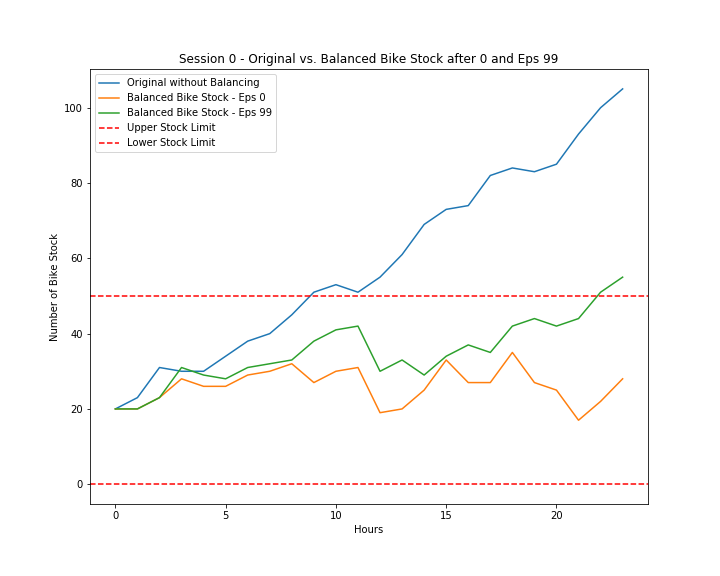 Session 0 - Original vs. Balanced Bike Stock after 0 and Eps 99
Original without Balancing
Balanced Bike Stock - Eps 0
Balanced Bike Stock - Eps 99
Upper Stock Limit
Lower Stock Limit
100
80
60
40
20
0
Number of Bike Stock
0 5 10 15 20
Hours